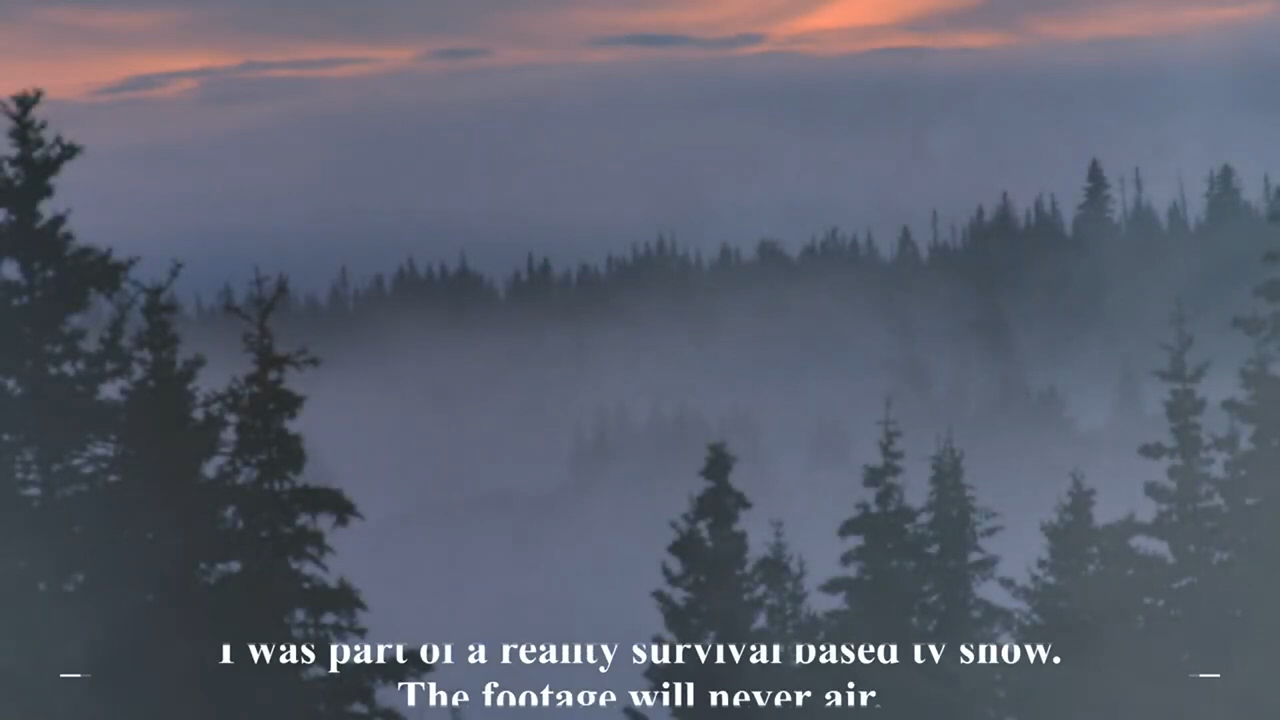 I was part of a reality survival based tv show.
The footage will never air.